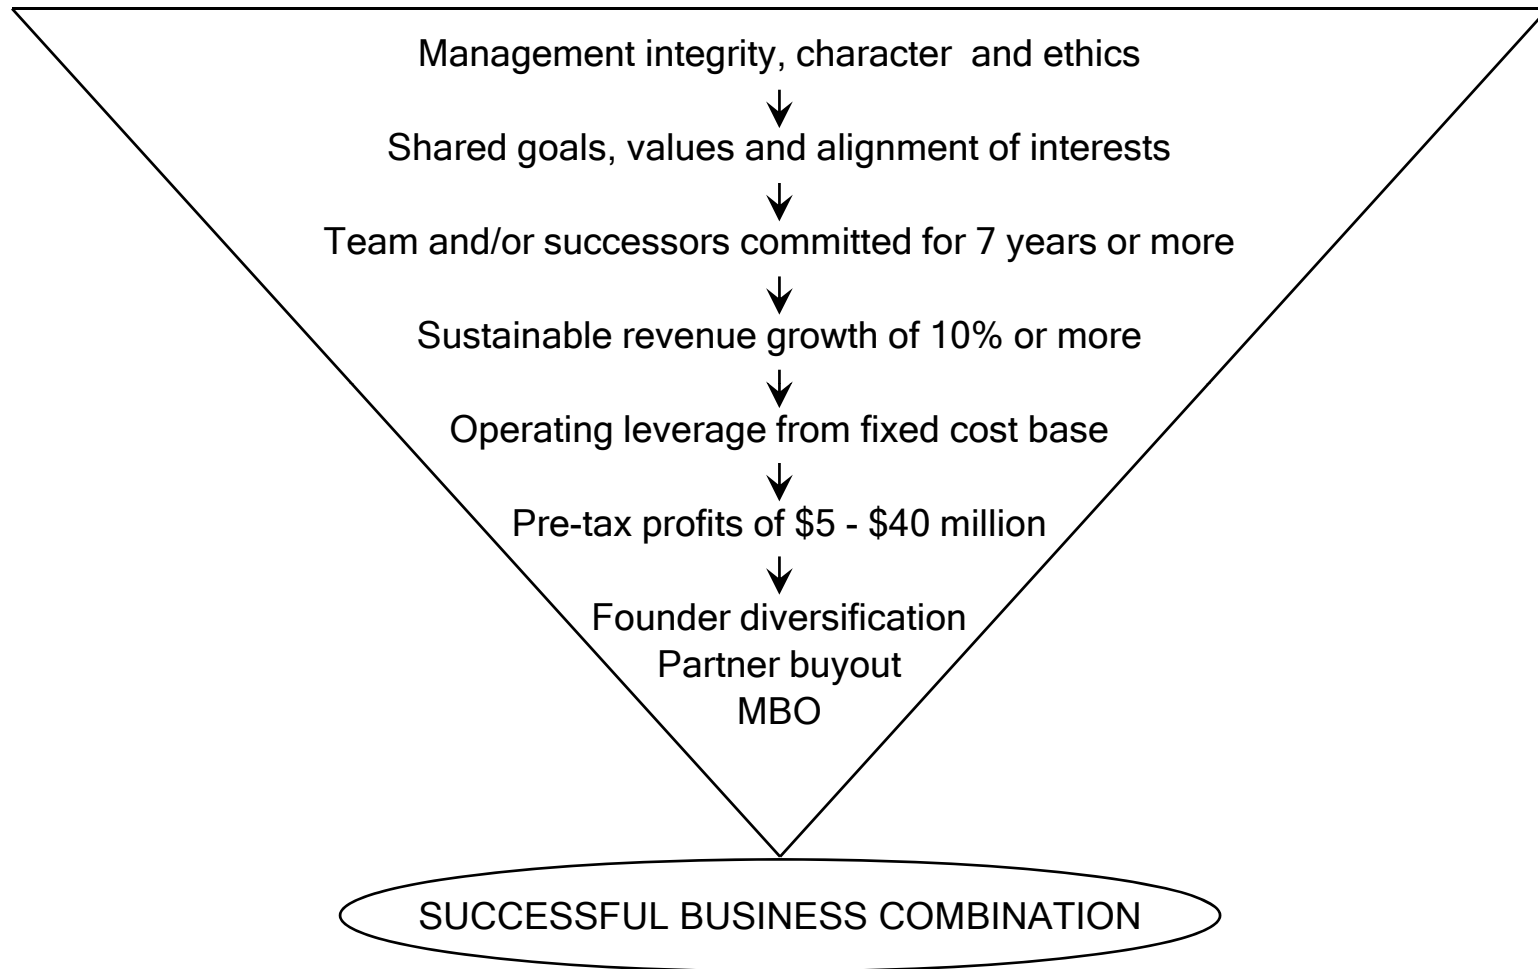 Management integrity, character  and ethics
Shared goals, values and alignment of interests
Team and/or successors committed for 7 years or more
Sustainable revenue growth of 10% or more
Operating leverage from fixed cost base
Pre-tax profits of $5 - $40 million
Founder diversification
Partner buyout
MBO
SUCCESSFUL BUSINESS COMBINATION